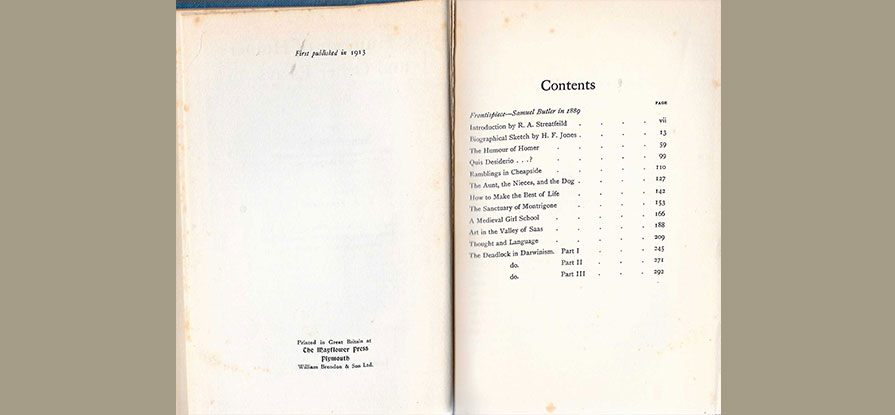 First published in 1913
Printed in Great Britain at
The Mayflower Press
Plymouth
William Brendon & Son Ltd.
Contents
PAGE
Frontispiece—Samuel Butler in 1889
Introduction by R. A. Streatfeild . . . . vii
Biographical Sketch by H. F. Jones . . . . 13
The Humour of Homer . . . . . 59
Quis Desiderio . . . ? . . . . . 99
Ramblings in Cheapside . . . . . 110
The Aunt, the Nieces, and the Dog . . . . 127
How to Make the Best of Life . . . . 142
The Sanctuary of Montrigone . . . . 153
A Medieval Girl School . . . . . 166
Art in the Valley of Saas . . . . . 188
Thought and Language . . . . . 209
The Deadlock in Darwinism. Part I . . . 245
do. Part II . . . 271
do. Part III . . . 292